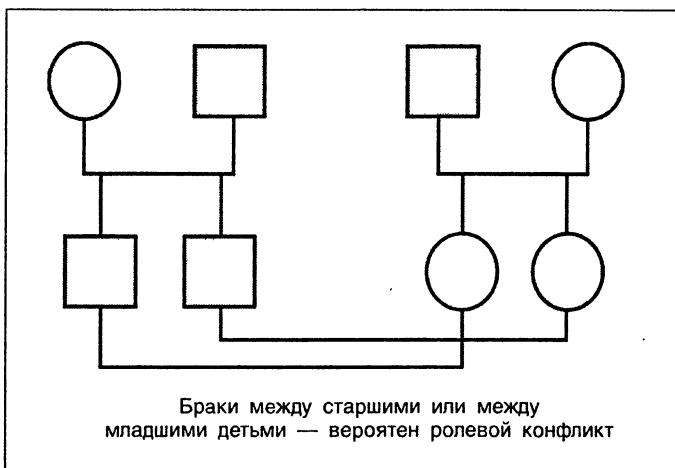 Браки между старшими или между
младшими детьми — вероятен ролевой конфликт